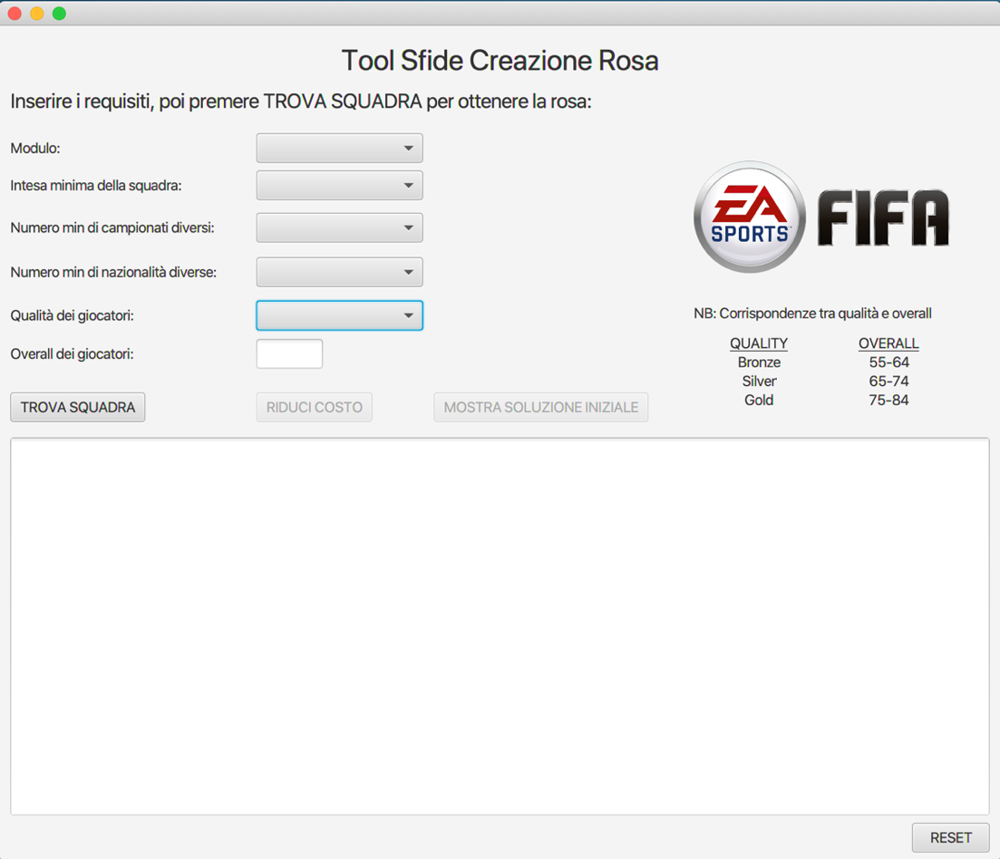 Tool Sfide Creazione Rosa
Inserire i requisiti, poi premere TROVA SQUADRA per ottenere la rosa:
Modulo:
Intesa minima della squadra:
Numero min di campionati diversi:
Numero min di nazionalità diverse:
Qualità dei giocatori:
Overall dei giocatori:
EA
SPORTS
FIFA
NB: Corrispondenze tra qualità e overall
QUALITY OVERALL
Bronze 55-64
Silver 65-74
Gold 75-84
TROVA SQUADRA RIDUCI COSTO MOSTRA SOLUZIONE INIZIALE
RESET